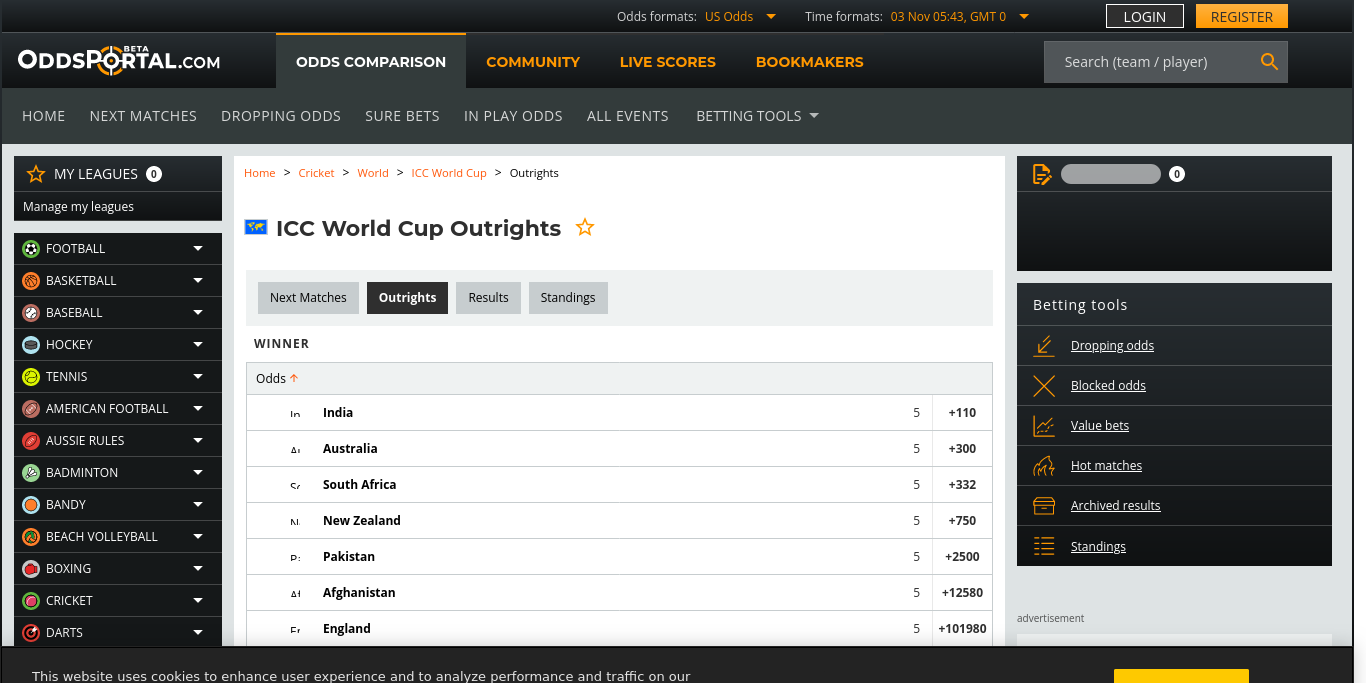 Odds formats: US Odds Time formats: 03 Nov 05:43, GMT 0 LOGIN REGISTER
ODDSPORTAL.COM BETA ODDS COMPARISON COMMUNITY LIVE SCORES BOOKMAKERS Search (team / player)
HOME NEXT MATCHES DROPPING ODDS SURE BETS IN PLAY ODDS ALL EVENTS BETTING TOOLS
MY LEAGUES 0
Manage my leagues
FOOTBALL
BASKETBALL
BASEBALL
HOCKEY
TENNIS
AMERICAN FOOTBALL
AUSSIE RULES
BADMINTON
BANDY
BEACH VOLLEYBALL
BOXING
CRICKET
DARTS
Home > Cricket > World > ICC World Cup > Outrights
ICC World Cup Outrights
Next Matches Outrights Results Standings
WINNER
Odds
India 5 +110
Australia 5 +300
South Africa 5 +332
New Zealand 5 +750
Pakistan 5 +2500
Afghanistan 5 +12580
England 5 +101980
0
Betting tools
Dropping odds
Blocked odds
Value bets
Hot matches
Archived results
Standings
advertisement
This website uses cookies to enhance user experience and to analyze performance and traffic on our